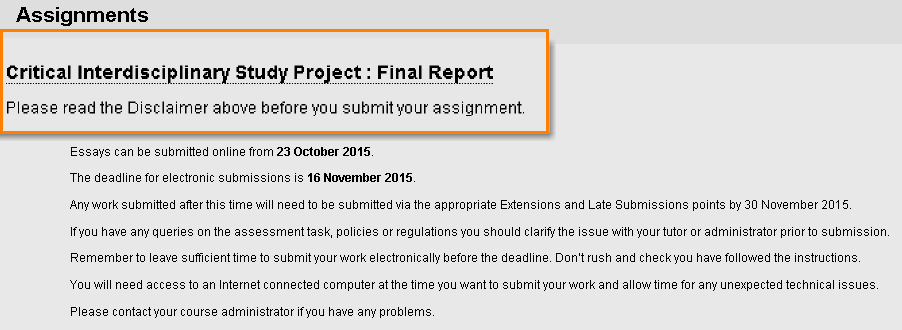 Assignments
Critical Interdisciplinary Study Project : Final Report
Please read the Disclaimer above before you submit your assignment.
Essays can be submitted online from 23 October 2015.
The deadline for electronic submissions is 16 November 2015.
Any work submitted after this time will need to be submitted via the appropriate Extensions and Late Submissions points by 30 November 2015.
If you have any queries on the assessment task, policies or regulations you should clarify the issue with your tutor or administrator prior to submission.
Remember to leave sufficient time to submit your work electronically before the deadline. Don't rush and check you have followed the instructions.
You will need access to an Internet connected computer at the time you want to submit your work and allow time for any unexpected technical issues.
Please contact your course administrator if you have any problems.